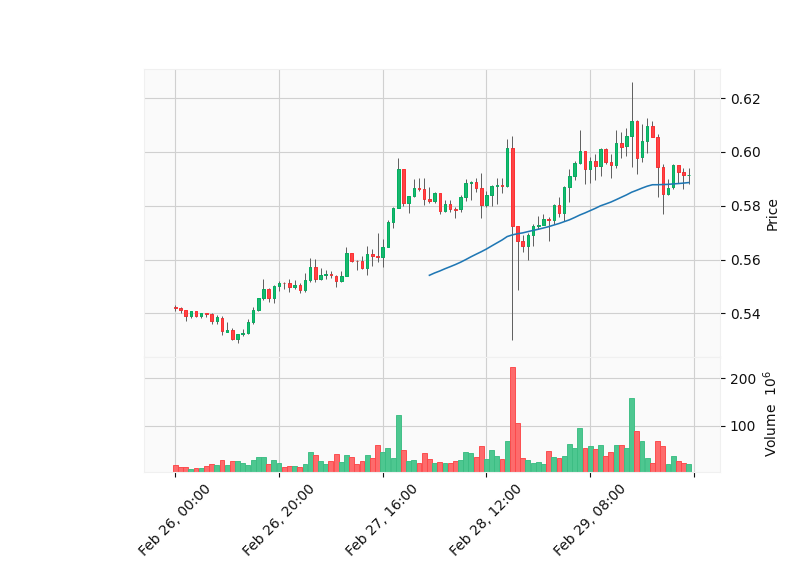 0.62
0.60
0.58
0.56
0.54
Price
200
100
Volume 10^6
Feb 26, 00:00
Feb 26, 20:00
Feb 27, 16:00
Feb 28, 12:00
Feb 29, 08:00